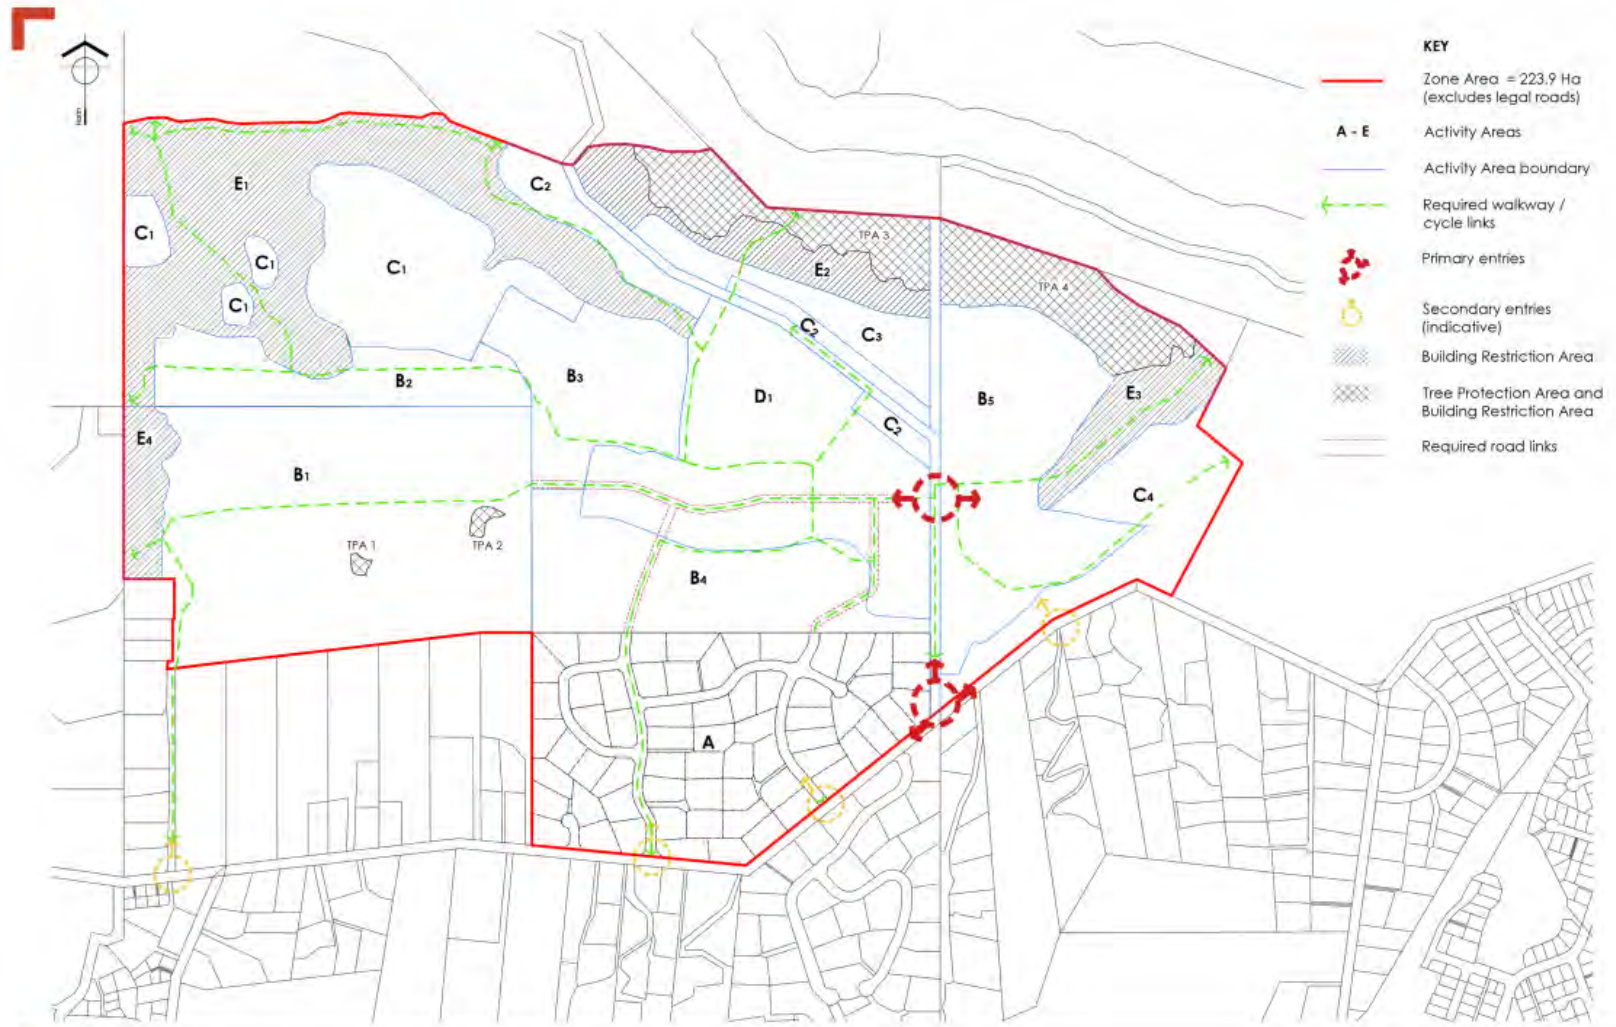 KEY
Zone Area = 223.9 Ha
(excludes legal roads)
A - E
Activity Areas
Activity Area boundary
Required walkway /
cycle links
Primary entries
Secondary entries
(indicative)
Building Restriction Area
Tree Protection Area and
Building Restriction Area
Required road links
E1
C2
C1
C1
C1
C1
TPA 3
E2
TPA 4
C2
C3
B2
B3
D1
B5
E3
C2
E4
B1
C4
TPA 1
TPA 2
B4
A